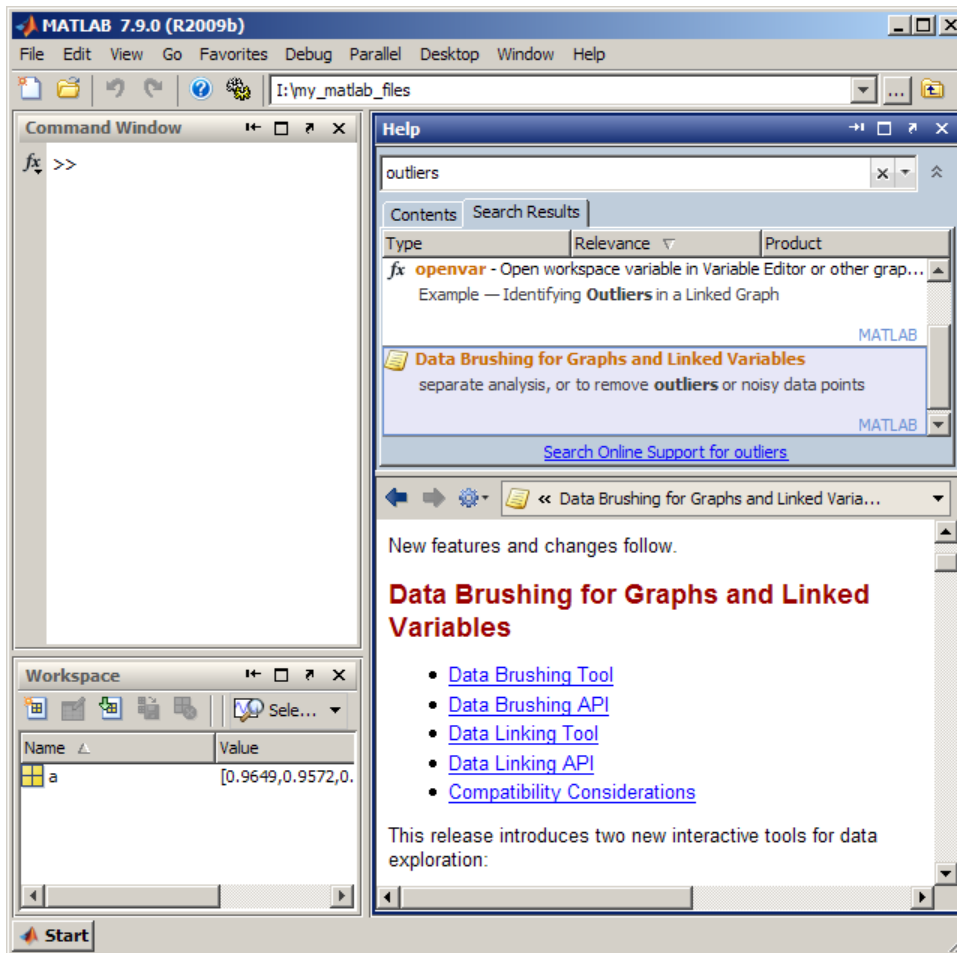 MATLAB 7.9.0 (R2009b)
File Edit View Go Favorites Debug Parallel Desktop Window Help
I:\my_matlab_files
...
Command Window
fx >>
Help
outliers
Contents Search Results
Type Relevance Product
fx openvar - Open workspace variable in Variable Editor or other grap...
Example — Identifying Outliers in a Linked Graph
MATLAB
Data Brushing for Graphs and Linked Variables
separate analysis, or to remove outliers or noisy data points
MATLAB
Search Online Support for outliers
« Data Brushing for Graphs and Linked Varia...
New features and changes follow.
Data Brushing for Graphs and Linked
Variables
• Data Brushing Tool
• Data Brushing API
• Data Linking Tool
• Data Linking API
• Compatibility Considerations
This release introduces two new interactive tools for data
exploration:
Workspace
Sele...
Name Value
a [0.9649,0.9572,0.
Start